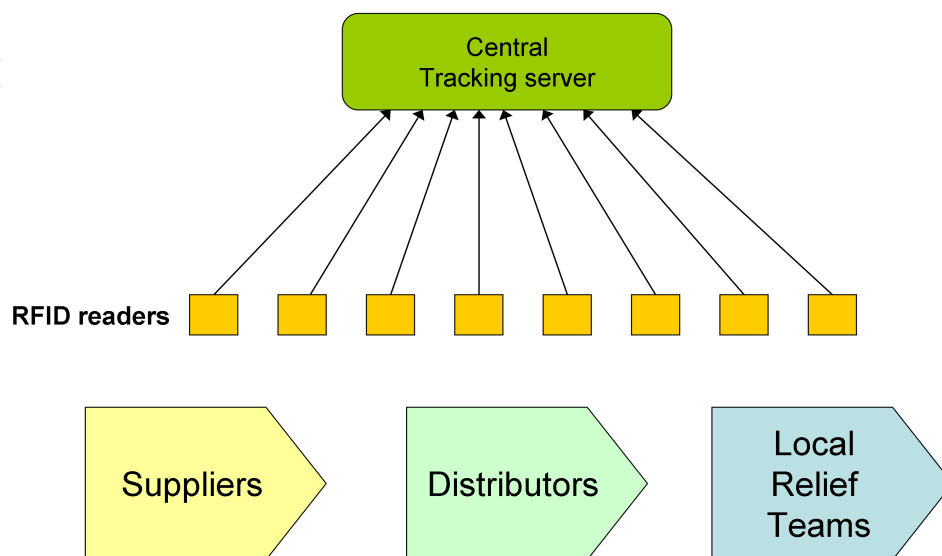 Central
Tracking server
RFID readers
Suppliers
Distributors
Local
Relief
Teams